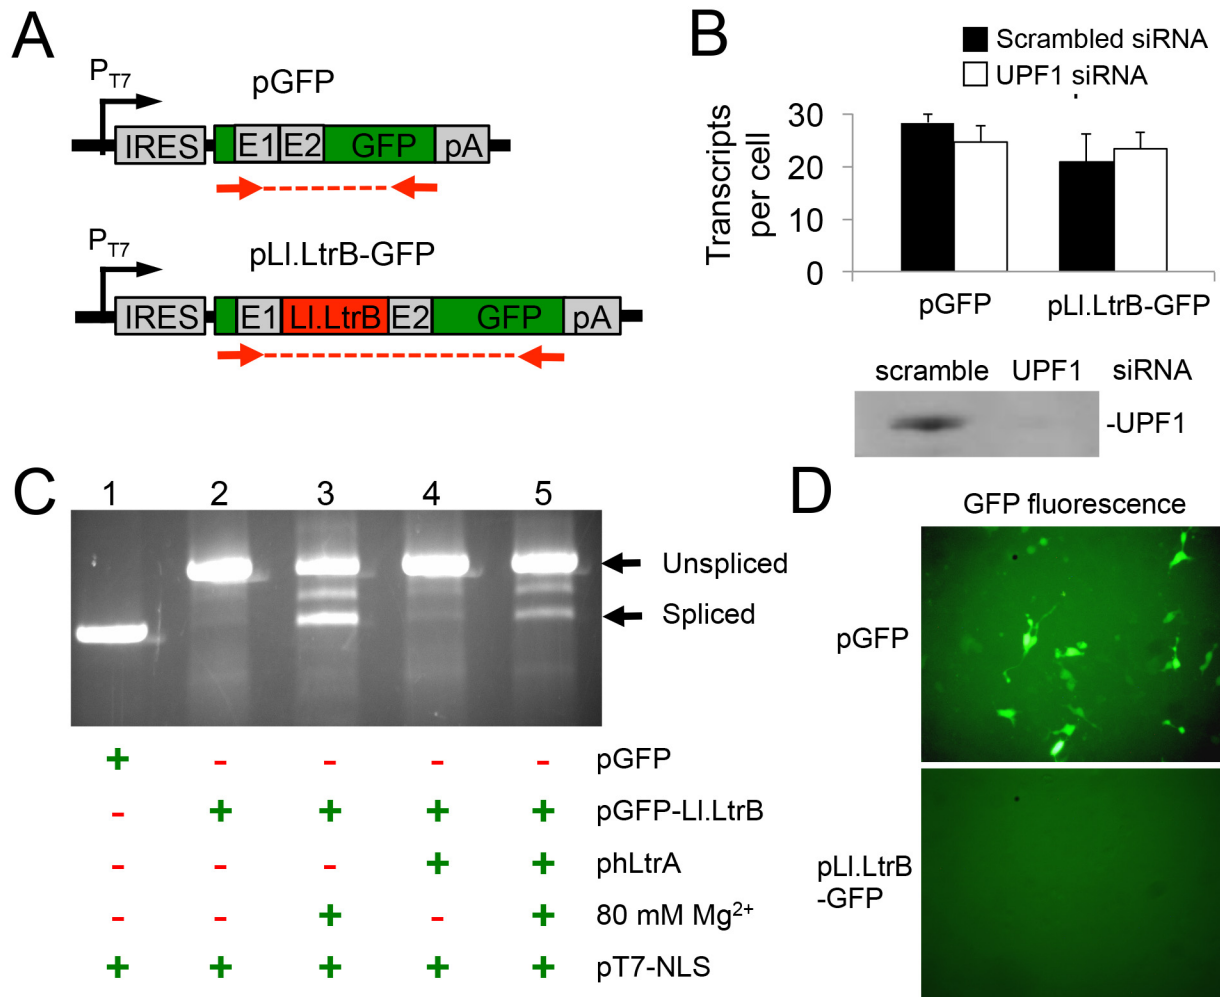 A
P_T7
pGFP
IRES E1 E2 GFP pA
P_T7
pLl.LtrB-GFP
IRES E1 Ll.LtrB E2 GFP pA
B
Scrambled siRNA
UPF1 siRNA
Transcripts
per cell
30
20
10
0
pGFP pLl.LtrB-GFP
scramble UPF1 siRNA
-UPF1
C
1 2 3 4 5
Unspliced
Spliced
+ - - - - pGFP
- + + + + pGFP-Ll.LtrB
- - - + + phLtrA
- - + - + 80 mM Mg²⁺
+ + + + + pT7-NLS
D
GFP fluorescence
pGFP
pLl.LtrB
-GFP